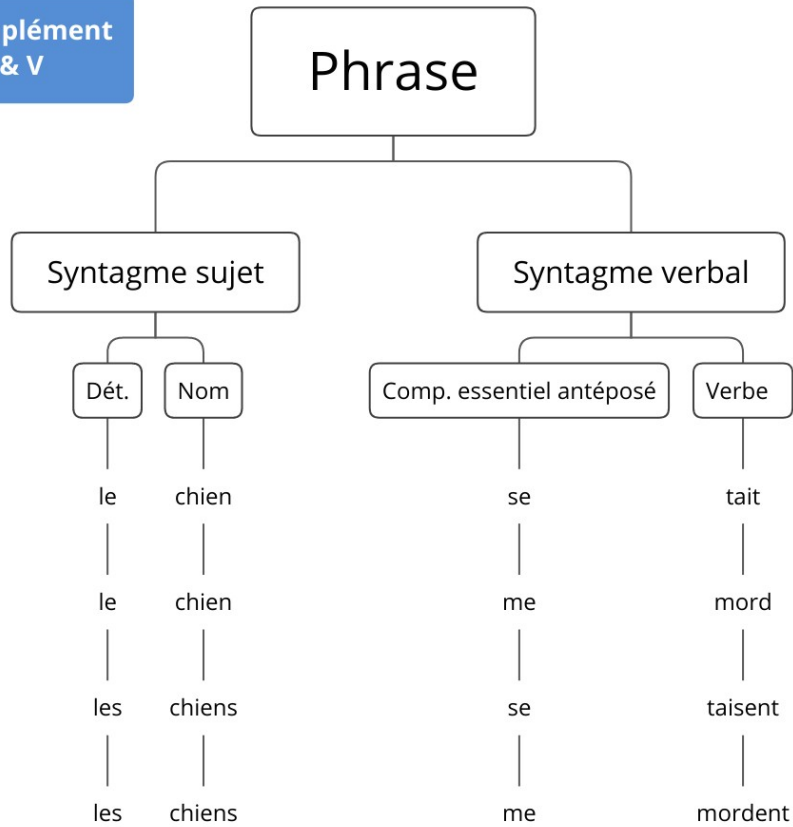 plément
& V
Phrase
Syntagme sujet Syntagme verbal
Dét. Nom Comp. essentiel antéposé Verbe
le chien se tait
le chien me mord
les chiens se taisent
les chiens me mordent